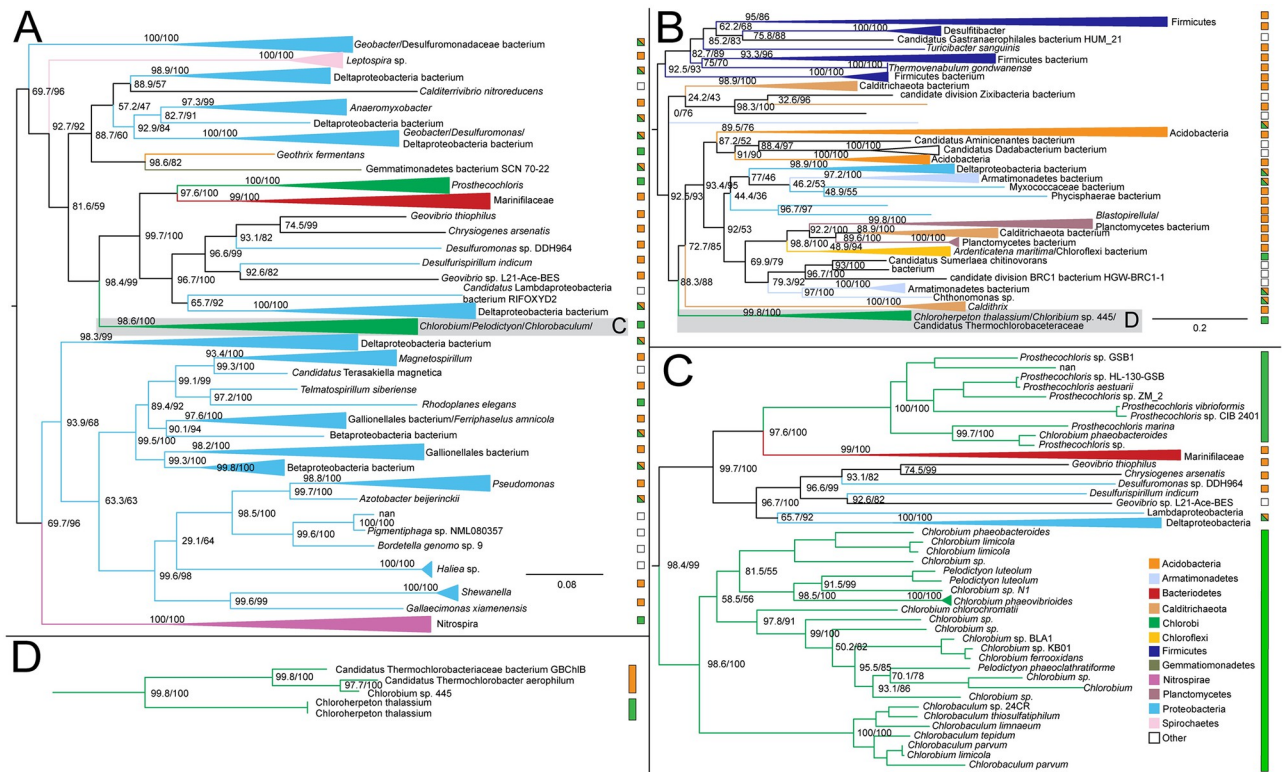 A
100/100
Geobacter/Desulfuromonadaceae bacterium
100/100
Leptospira sp.
69.7/96
98.9/100
Deltaproteobacteria bacterium
88.9/57
Calditerrivibrio nitroreducens
57.2/47
97.3/99
Anaeromyxobacter
92.7/92
88.7/60
82.7/91
Deltaproteobacteria bacterium
92.9/84
100/100
Geobacter/Desulfuromonas/
Deltaproteobacteria bacterium
Geothrix fermentans
98.6/82
Gemmatimonadetes bacterium SCN 70-22
81.6/59
100/100
Prosthecochloris
97.6/100
99/100
Marinifilaceae
Geovibrio thiophilus
74.5/99
Chrysiogenes arsenatis
99.7/100
93.1/82
Desulfuromonas sp. DDH964
96.6/99
Desulfurispirillum indicum
92.6/82
Geovibrio sp. L21-Ace-BES
98.4/99
96.7/100
Candidatus Lambdaproteobacteria
bacterium RIFOXYD2
65.7/92
100/100
Deltaproteobacteria bacterium
98.6/100
Chlorobium/Pelodictyon/Chlorobaculum/
C
98.3/99
Deltaproteobacteria bacterium
93.4/100
Magnetospirillum
99.3/100
Candidatus Terasakiella magnetica
99.1/99
Telmatospirillum siberiense
97.2/100
Rhodoplanes elegans
89.4/92
97.6/100
Gallionellales bacterium/Ferriphaselus amnicola
93.9/68
90.1/94
Betaproteobacteria bacterium
99.5/100
98.2/100
Gallionellales bacterium
99.3/100
99.8/100
Betaproteobacteria bacterium
63.3/63
98.8/100
Pseudomonas
99.7/100
Azotobacter beijerinckii
98.5/100
nan
100/100
Pigmentiphaga sp. NML080357
99.6/100
Bordetella genomo sp. 9
29.1/64
69.7/96
100/100
Haliea sp.
99.6/98
0.08
100/100
Shewanella
99.6/99
Gallaecimonas xiamenensis
100/100
Nitrospira
B
95/86
Firmicutes
62.2/68
100/100
Desulfitibacter
85.2/83
75.8/88
Candidatus Gastranaerophilales bacterium HUM_21
Turicibacter sanguinis
82.7/89
93.3/96
Firmicutes bacterium
75/70
Thermovenabulum gondwanense
92.5/93
100/100
Firmicutes bacterium
98.9/100
Calditrichaeota bacterium
24.2/43
32.6/96
candidate division Zixibacteria bacterium
98.3/100
0/76
89.5/76
Acidobacteria
87.2/52
Candidatus Aminicenantes bacterium
88.4/97
100/100
Candidatus Dadabacterium bacterium
91/90
100/100
Acidobacteria
98.9/100
Deltaproteobacteria bacterium
93.4/95
77/46
97.2/100
Armatimonadetes bacterium
92.5/93
46.2/53
Myxococcaceae bacterium
44.4/36
48.9/55
Phycisphaerae bacterium
96.7/97
99.8/100
Blastopirellula/
Planctomycetes bacterium
92/53
92.2/100
88.9/100
Calditrichaeota bacterium
89.6/100
100/100
Planctomycetes bacterium
72.7/85
98.8/100
48.9/94
Ardenticatena maritima/Chloroflexi bacterium
69.9/79
93/100
Candidatus Sumerlaea chitinovorans
bacterium
96.7/100
candidate division BRC1 bacterium HGW-BRC1-1
88.3/88
79.3/92
100/100
Armatimonadetes bacterium
97/100
Chthonomonas sp.
100/100
Caldithrix
99.8/100
Chloroherpeton thalassium/Chloribium sp. 445/
Candidatus Thermochlorobacteraceae
D
0.2
C
Prosthecochloris sp. GSB1
nan
Prosthecochloris sp. HL-130-GSB
Prosthecochloris aestuarii
Prosthecochloris sp. ZM_2
100/100
Prosthecochloris vibrioformis
Prosthecochloris sp. CIB 2401
Prosthecochloris marina
97.6/100
99.7/100
Chlorobium phaeobacteroides
Prosthecochloris sp.
99/100
Marinifilaceae
99.7/100
Geovibrio thiophilus
74.5/99
Chrysiogenes arsenatis
93.1/82
Desulfuromonas sp. DDH964
96.6/99
Desulfurispirillum indicum
92.6/82
Geovibrio sp. L21-Ace-BES
96.7/100
Lambdaproteobacteria
65.7/92
100/100
Deltaproteobacteria
Chlorobium phaeobacteroides
Chlorobium limicola
Chlorobium limicola
98.4/99
81.5/55
Chlorobium sp.
Pelodictyon luteolum
91.5/99
Pelodictyon luteolum
Chlorobium sp. N1
58.5/56
98.5/100
100/100
Chlorobium phaeovibrioides
Chlorobium chlorochromatii
97.8/91
Chlorobium sp.
Chlorobium sp.
99/100
50.2/82
Chlorobium sp. BLA1
Chlorobium sp. KB01
Chlorobium ferrooxidans
98.6/100
95.5/85
Pelodictyon phaeoclathratiforme
70.1/78
Chlorobium sp.
93.1/86
Chlorobium
Chlorobium sp.
Chlorobaculum sp. 24CR
Chlorobaculum thiosulfatiphilum
Chlorobaculum limnaeum
100/100
Chlorobaculum tepidum
Chlorobaculum parvum
Chlorobium limicola
Chlorobaculum parvum
Acidobacteria
Armatimonadetes
Bacteriodetes
Calditrichaeota
Chlorobi
Chloroflexi
Firmicutes
Gemmatiomonadetes
Nitrospirae
Planctomycetes
Proteobacteria
Spirochaetes
Other
D
Candidatus Thermochlorobacteriaceae bacterium GBChlB
99.8/100
Candidatus Thermochlorobacter aerophilum
97.7/100
Chlorobium sp. 445
99.8/100
Chloroherpeton thalassium
Chloroherpeton thalassium